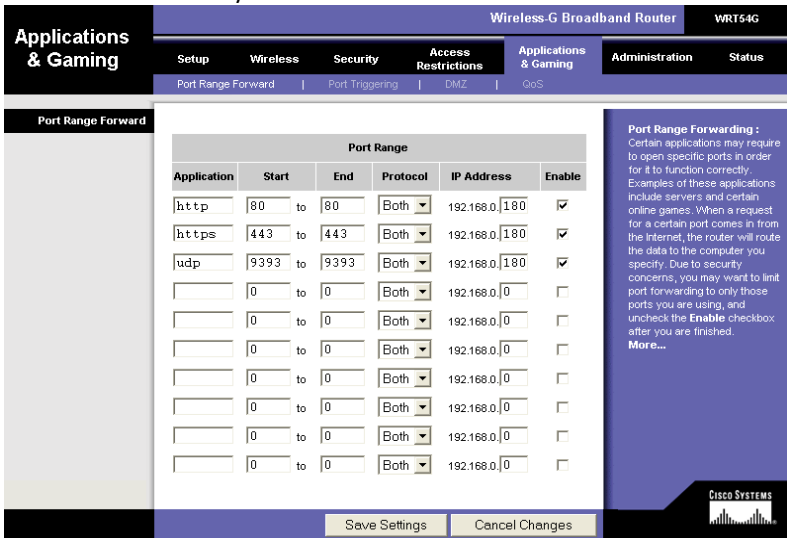 Wireless-G Broadband Router WRT54G
Applications
& Gaming
Setup Wireless Security Access Restrictions Applications & Gaming Administration Status
Port Range Forward | Port Triggering | DMZ | QoS
Port Range Forward
Port Range
Application Start End Protocol IP Address Enable
http 80 to 80 Both 192.168.0.180
https 443 to 443 Both 192.168.0.180
udp 9393 to 9393 Both 192.168.0.180
0 to 0 Both 192.168.0.0
0 to 0 Both 192.168.0.0
0 to 0 Both 192.168.0.0
0 to 0 Both 192.168.0.0
0 to 0 Both 192.168.0.0
0 to 0 Both 192.168.0.0
0 to 0 Both 192.168.0.0
Port Range Forwarding :
Certain applications may require
to open specific ports in order
for it to function correctly.
Examples of these applications
include servers and certain
online games. When a request
for a certain port comes in from
the Internet, the router will route
the data to the computer you
specify. Due to security
concerns, you may want to limit
port forwarding to only those
ports you are using, and
uncheck the Enable checkbox
after you are finished.
More...
Save Settings Cancel Changes
CISCO SYSTEMS